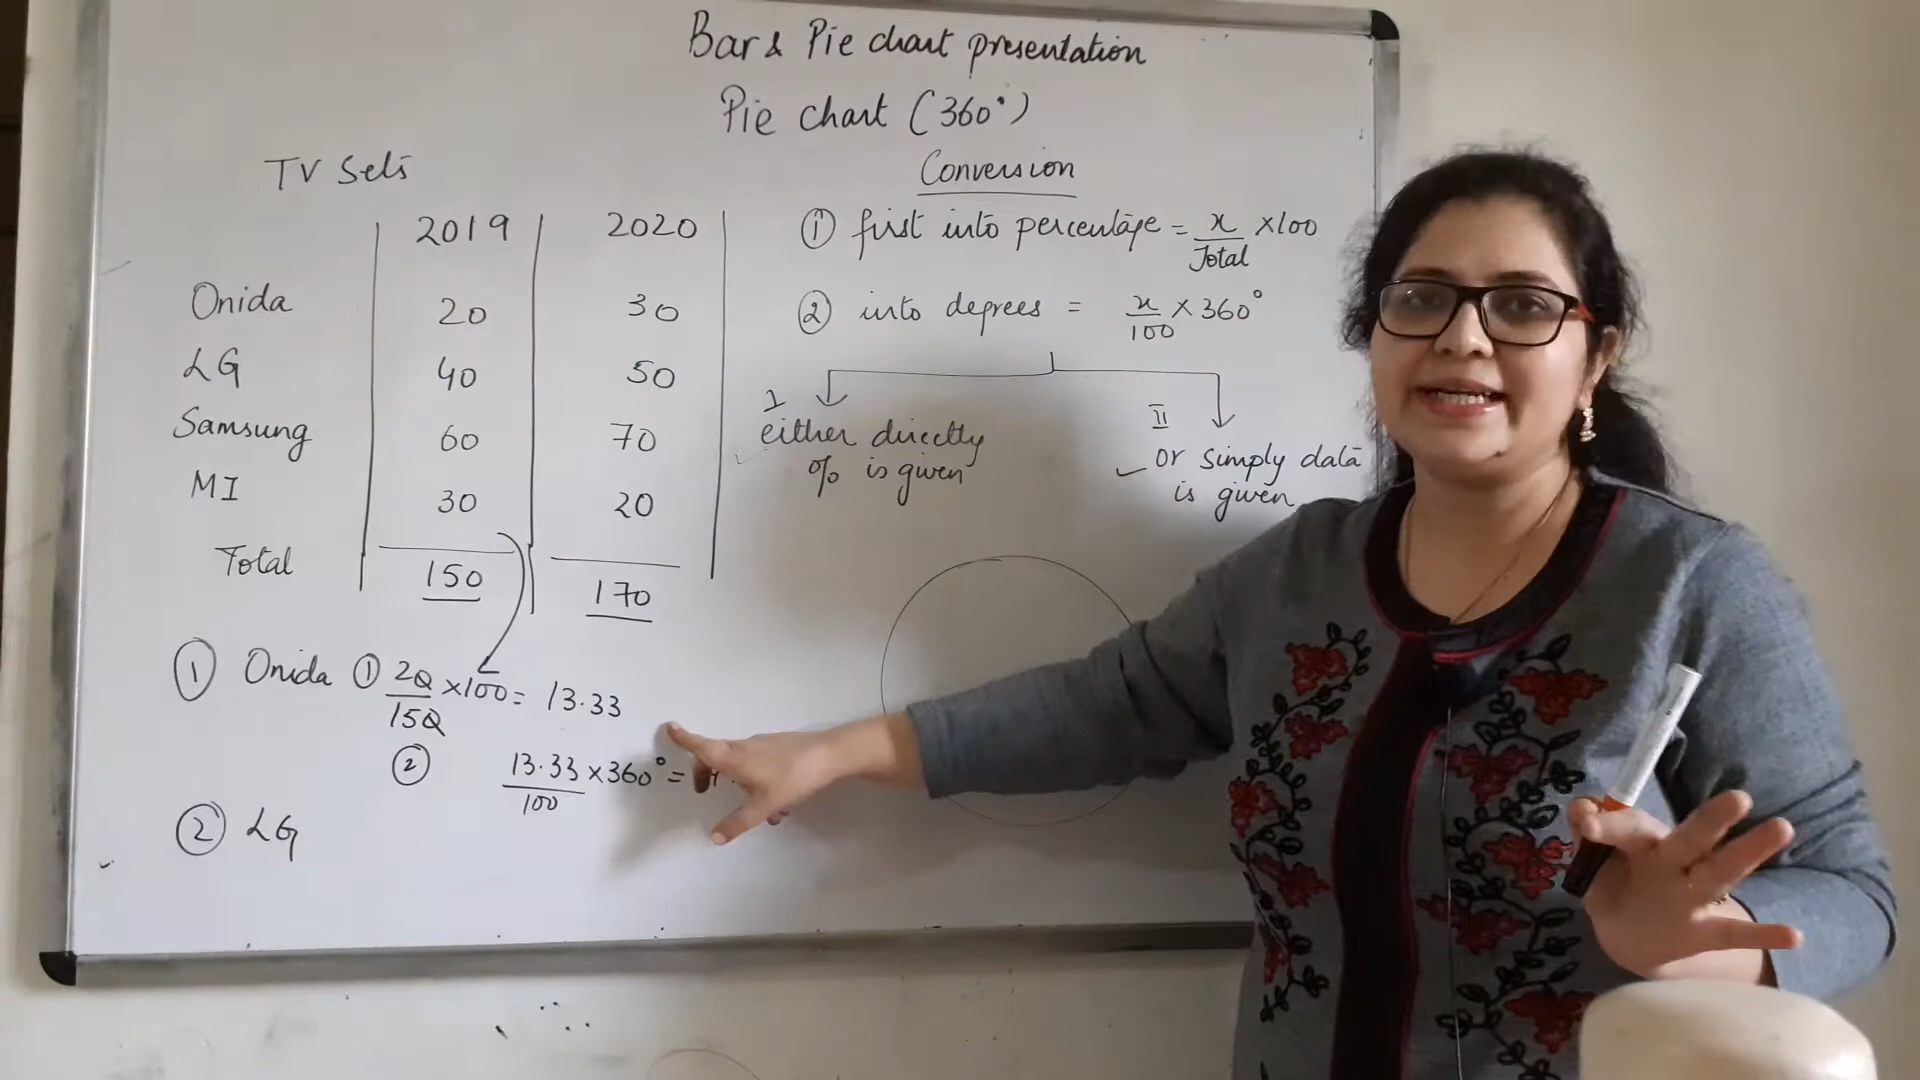 Bar & Pie chart presentation
Pie chart (360°)
TV Sets
Conversion
2019 2020
Onida 20 30
LG 40 50
Samsung 60 70
MI 30 20
Total 150 170
① first into percentage = x/Total ×100
② into degrees = x/100 × 360°
I
either directly
% is given
II
or simply data
is given
① Onida ① 20/150 ×100 = 13.33
② 13.33/100 ×360° =
② LG